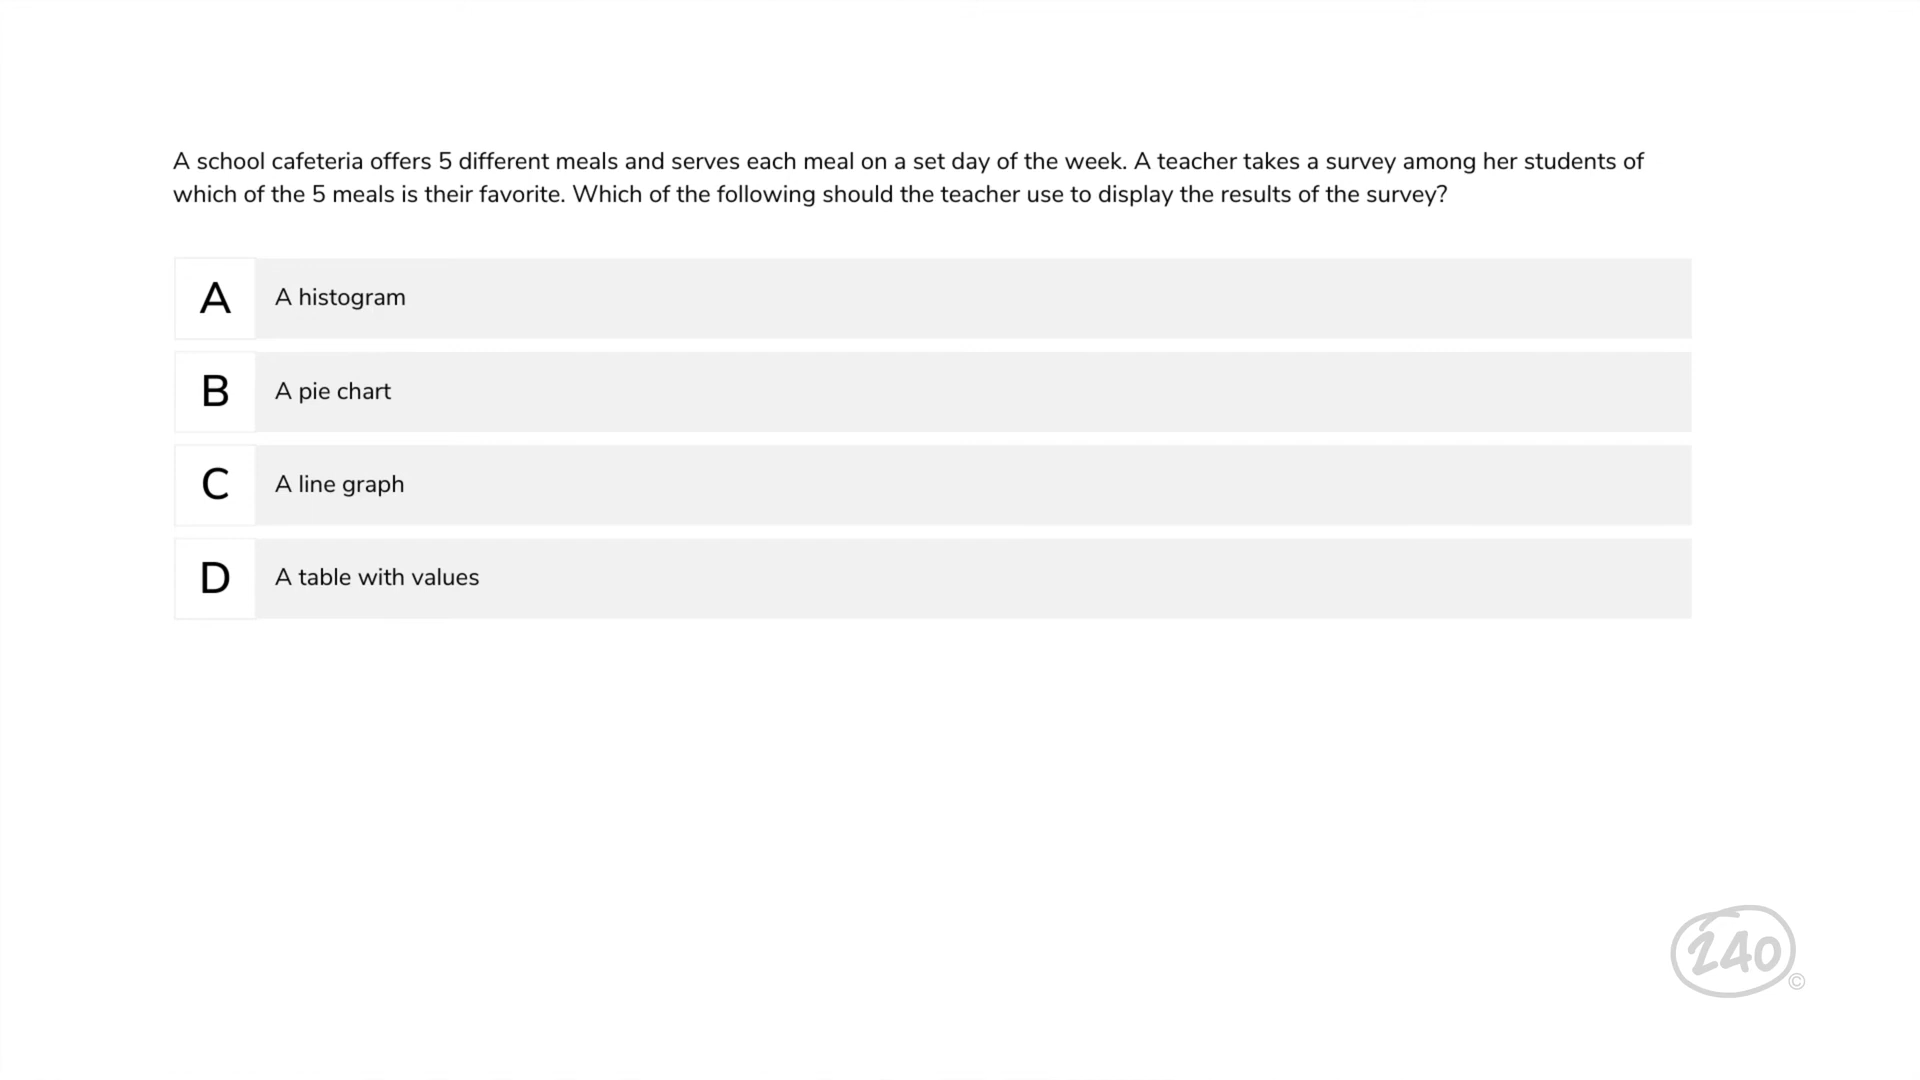 A school cafeteria offers 5 different meals and serves each meal on a set day of the week. A teacher takes a survey among her students of
which of the 5 meals is their favorite. Which of the following should the teacher use to display the results of the survey?
A A histogram
B A pie chart
C A line graph
D A table with values
240 ©